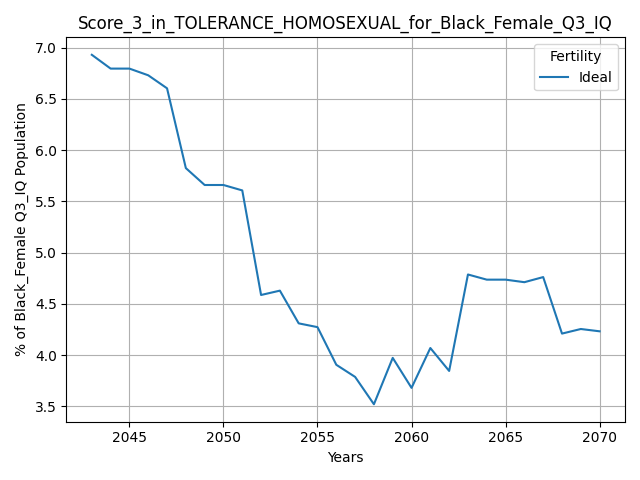 Score_3_in_TOLERANCE_HOMOSEXUAL_for_Black_Female_Q3_IQ
Fertility
Ideal
% of Black_Female Q3_IQ Population
7.0
6.5
6.0
5.5
5.0
4.5
4.0
3.5
2045 2050 2055 2060 2065 2070
Years